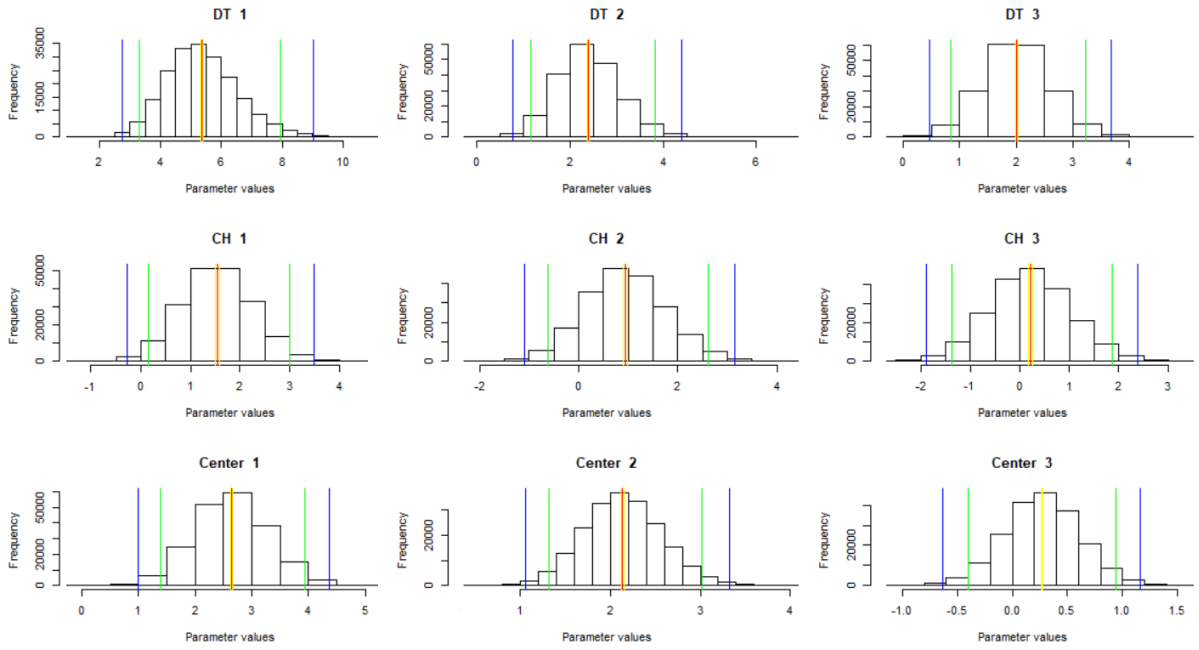 DT 1
DT 2
DT 3
Frequency
0 15000 35000
2 4 6 8 10
Parameter values
Frequency
0 20000 60000
0 2 4 6
Parameter values
Frequency
0 20000 60000
0 1 2 3 4
Parameter values
CH 1
CH 2
CH 3
Frequency
0 20000 50000
-1 0 1 2 3 4
Parameter values
Frequency
0 20000
-2 0 2 4
Parameter values
Frequency
0 20000
-2 -1 0 1 2 3
Parameter values
Center 1
Center 2
Center 3
Frequency
0 20000 50000
0 1 2 3 4 5
Parameter values
Frequency
0 20000
1 2 3 4
Parameter values
Frequency
0 20000
-1.0 -0.5 0.0 0.5 1.0 1.5
Parameter values